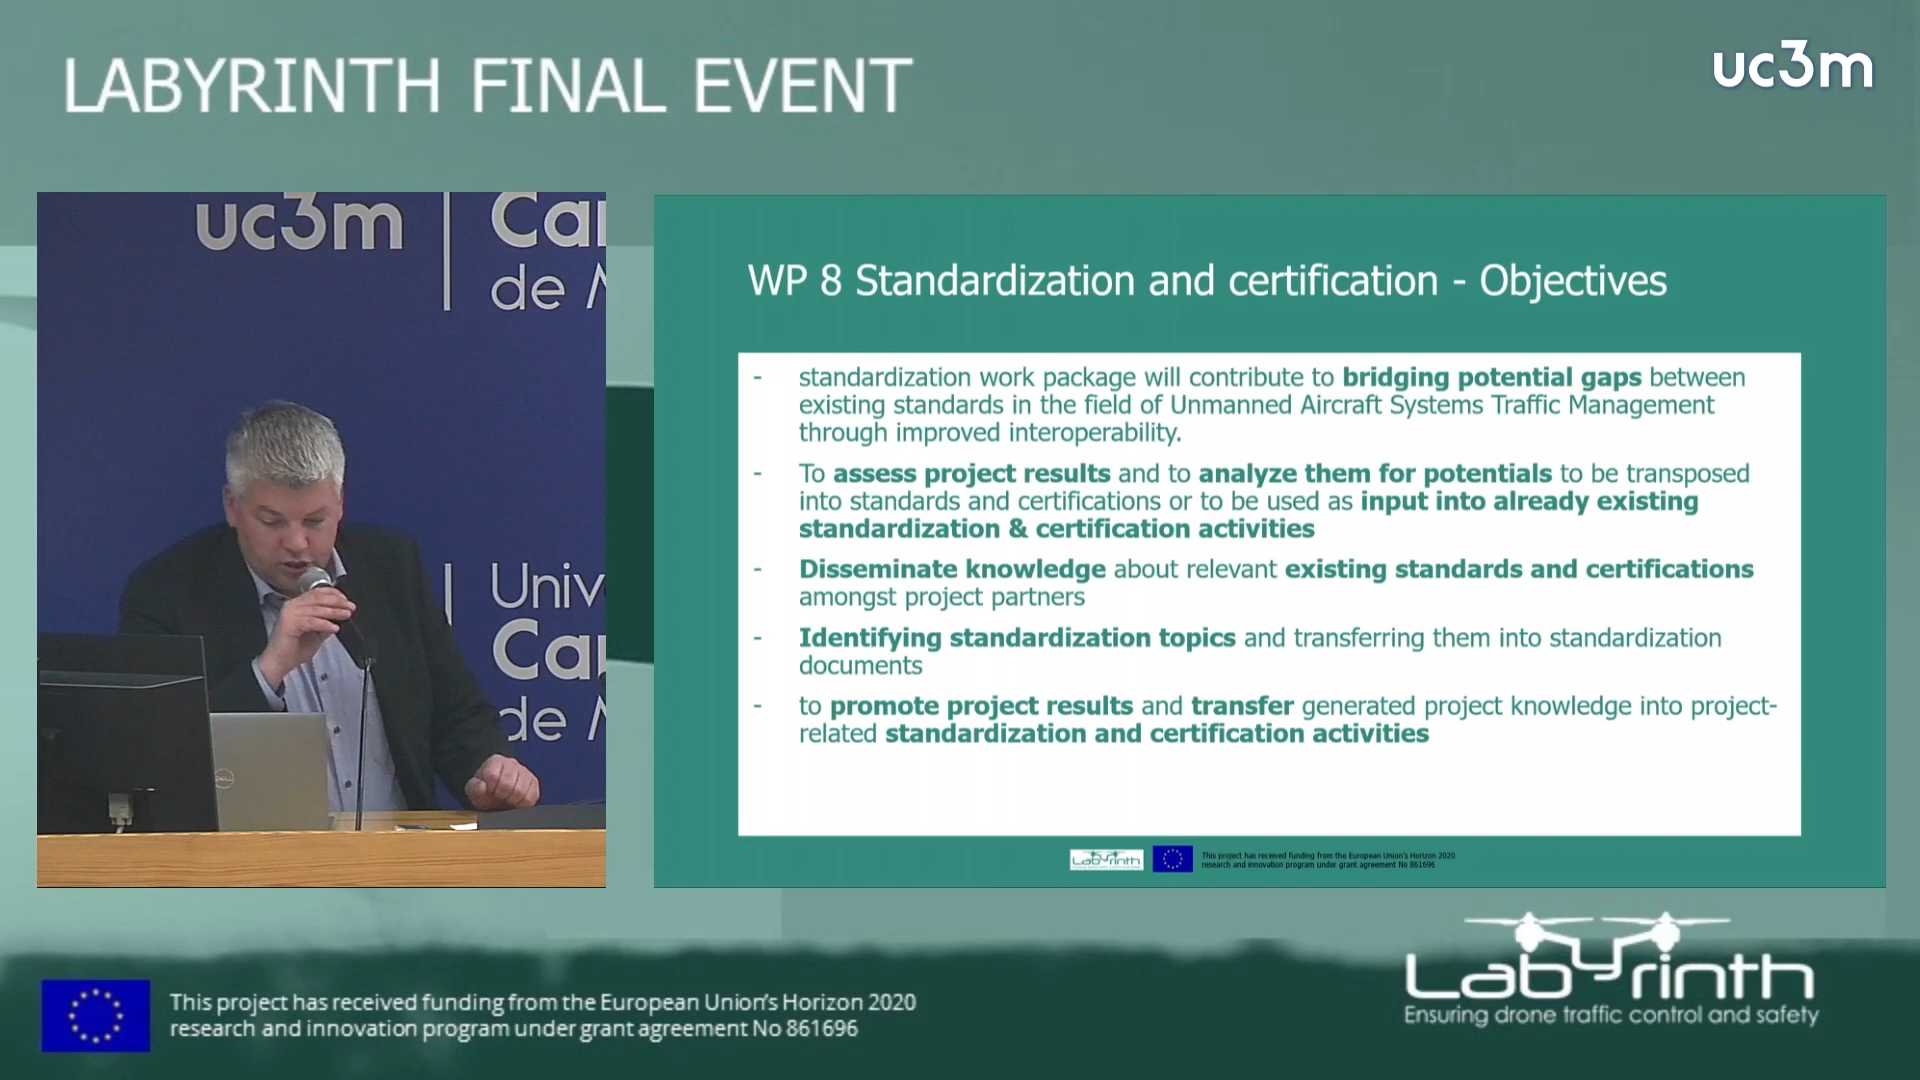 LABYRINTH FINAL EVENT
uc3m
uc3m
Ca
de
Univ
Ca
de
DELL
WP 8 Standardization and certification - Objectives
- standardization work package will contribute to bridging potential gaps between
existing standards in the field of Unmanned Aircraft Systems Traffic Management
through improved interoperability.
- To assess project results and to analyze them for potentials to be transposed
into standards and certifications or to be used as input into already existing
standardization & certification activities
- Disseminate knowledge about relevant existing standards and certifications
amongst project partners
- Identifying standardization topics and transferring them into standardization
documents
- to promote project results and transfer generated project knowledge into project-
related standardization and certification activities
Labyrinth
This project has received funding from the European Union's Horizon 2020
research and innovation program under grant agreement No 861696
This project has received funding from the European Union's Horizon 2020
research and innovation program under grant agreement No 861696
Labyrinth
Ensuring drone traffic control and safety